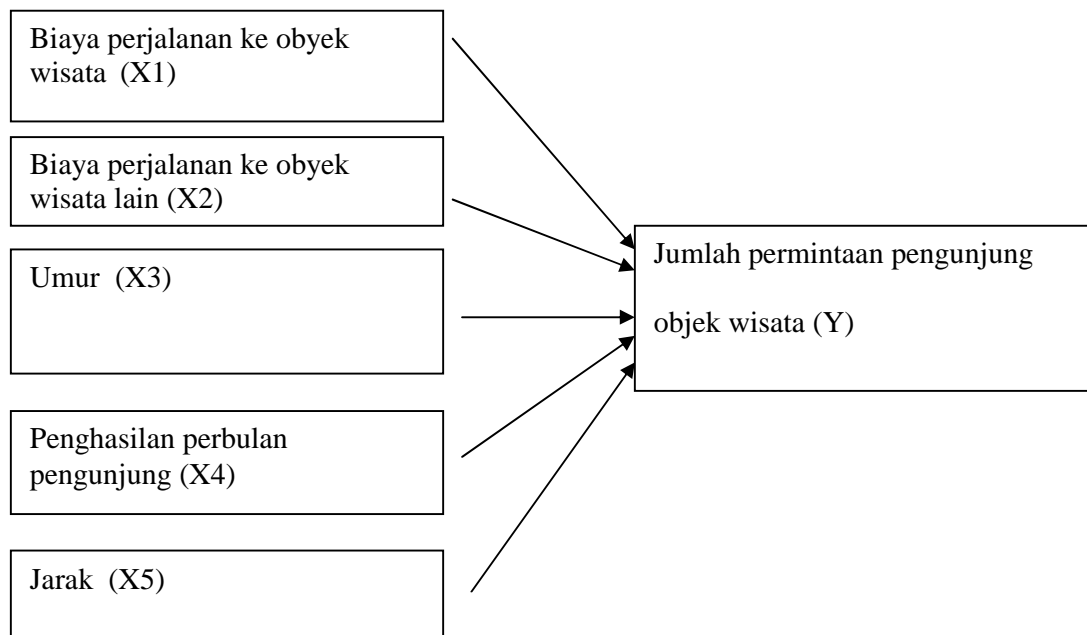 Biaya perjalanan ke obyek
wisata (X1)
Biaya perjalanan ke obyek
wisata lain (X2)
Umur (X3)
Penghasilan perbulan
pengunjung (X4)
Jarak (X5)
Jumlah permintaan pengunjung
objek wisata (Y)